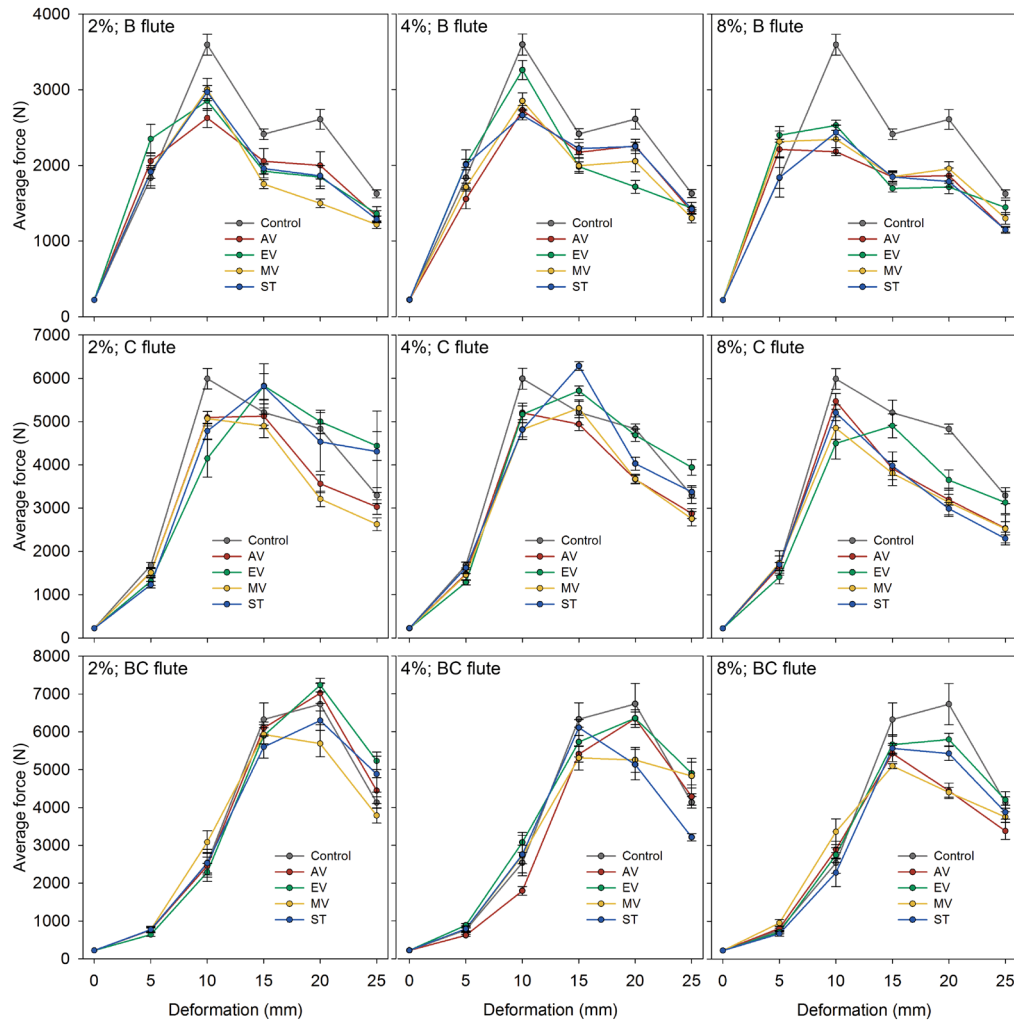 2%; B flute
4%; B flute
8%; B flute
4000
3000
2000
1000
0
Average force (N)
Control
AV
EV
MV
ST
Control
AV
EV
MV
ST
Control
AV
EV
MV
ST
2%; C flute
4%; C flute
8%; C flute
7000
6000
5000
4000
3000
2000
1000
0
Average force (N)
Control
AV
EV
MV
ST
Control
AV
EV
MV
ST
Control
AV
EV
MV
ST
2%; BC flute
4%; BC flute
8%; BC flute
8000
7000
6000
5000
4000
3000
2000
1000
0
Average force (N)
Control
AV
EV
MV
ST
Control
AV
EV
MV
ST
Control
AV
EV
MV
ST
0 5 10 15 20 25
0 5 10 15 20 25
0 5 10 15 20 25
Deformation (mm)
Deformation (mm)
Deformation (mm)